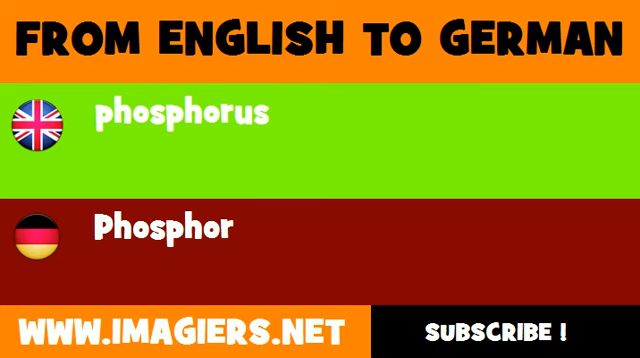 FROM ENGLISH TO GERMAN
phosphorus
Phosphor
WWW.IMAGIERS.NET
SUBSCRIBE !